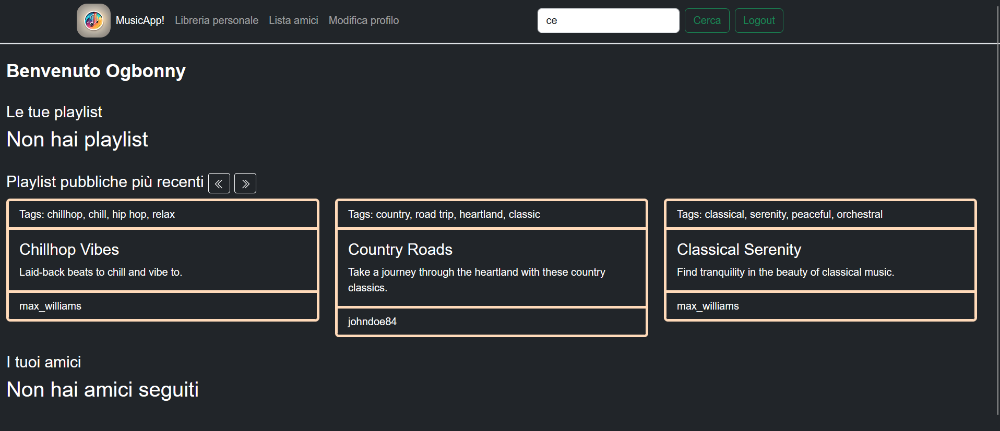 MusicApp! Libreria personale Lista amici Modifica profilo ce Cerca Logout
Benvenuto Ogbonny
Le tue playlist
Non hai playlist
Playlist pubbliche più recenti
Tags: chillhop, chill, hip hop, relax
Chillhop Vibes
Laid-back beats to chill and vibe to.
max_williams
Tags: country, road trip, heartland, classic
Country Roads
Take a journey through the heartland with these country
classics.
johndoe84
Tags: classical, serenity, peaceful, orchestral
Classical Serenity
Find tranquility in the beauty of classical music.
max_williams
I tuoi amici
Non hai amici seguiti